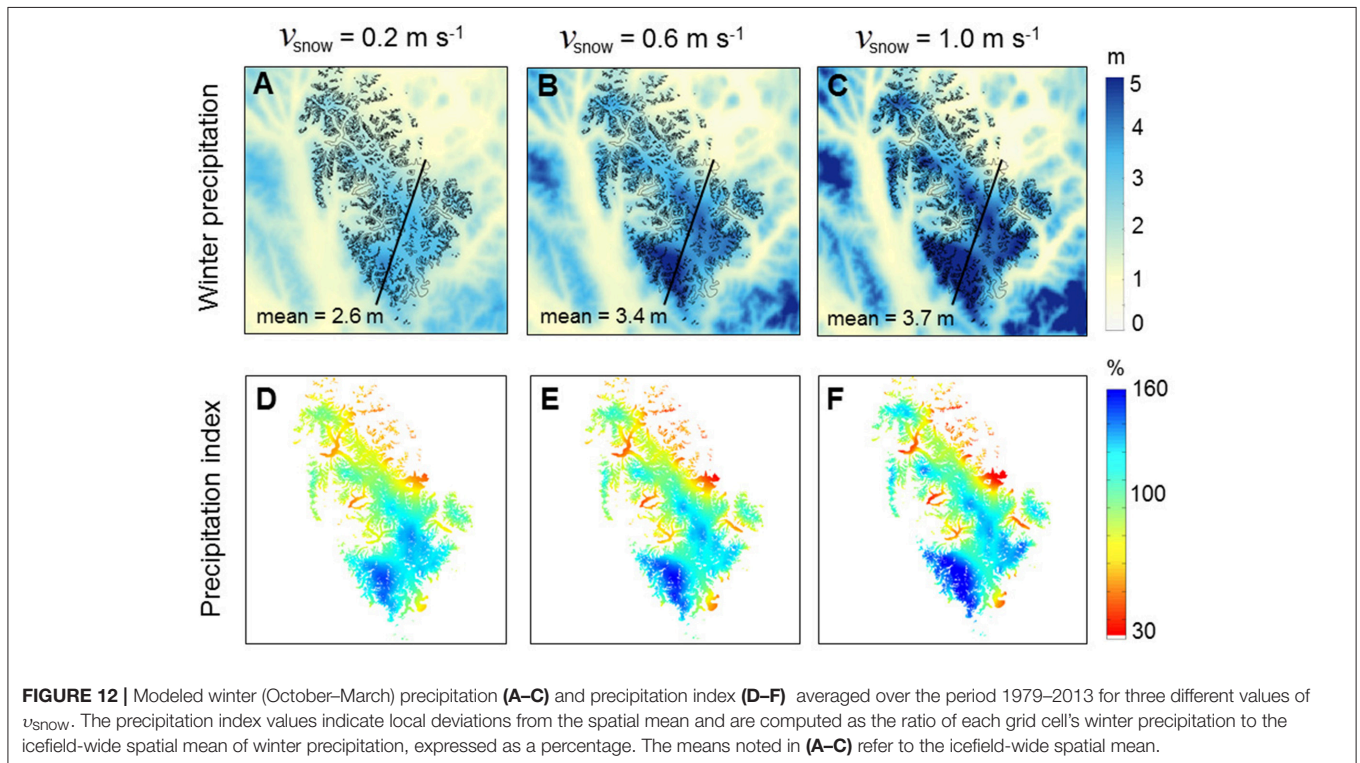 𝜈snow = 0.2 m s-1
𝜈snow = 0.6 m s-1
𝜈snow = 1.0 m s-1
Winter precipitation
A
B
C
mean = 2.6 m
mean = 3.4 m
mean = 3.7 m
m
5
4
3
2
1
0
Precipitation index
D
E
F
%
160
100
30
FIGURE 12 | Modeled winter (October–March) precipitation (A–C) and precipitation index (D–F) averaged over the period 1979–2013 for three different values of
υsnow. The precipitation index values indicate local deviations from the spatial mean and are computed as the ratio of each grid cell's winter precipitation to the
icefield-wide spatial mean of winter precipitation, expressed as a percentage. The means noted in (A–C) refer to the icefield-wide spatial mean.